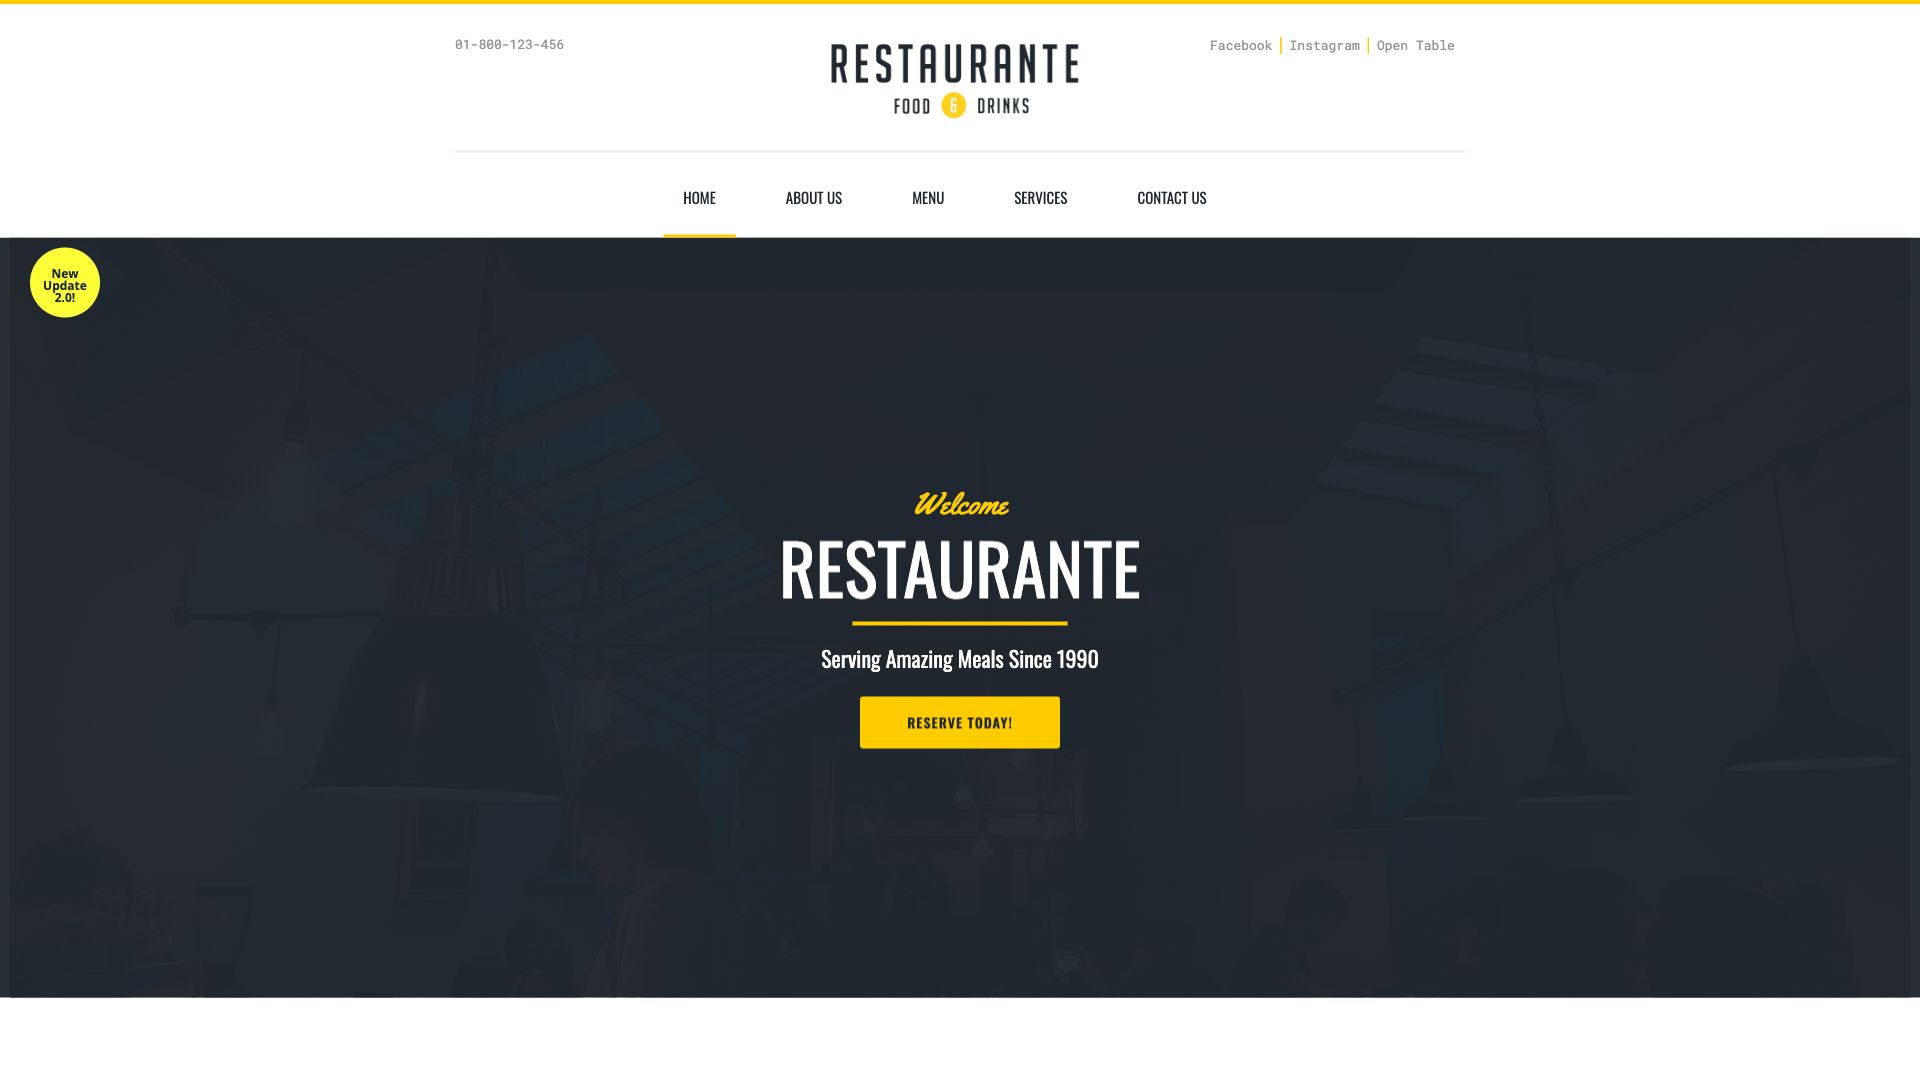 01-800-123-456
RESTAURANTE
FOOD & DRINKS
Facebook Instagram Open Table
HOME ABOUT US MENU SERVICES CONTACT US
New
Update
2.0!
Welcome
RESTAURANTE
Serving Amazing Meals Since 1990
RESERVE TODAY!